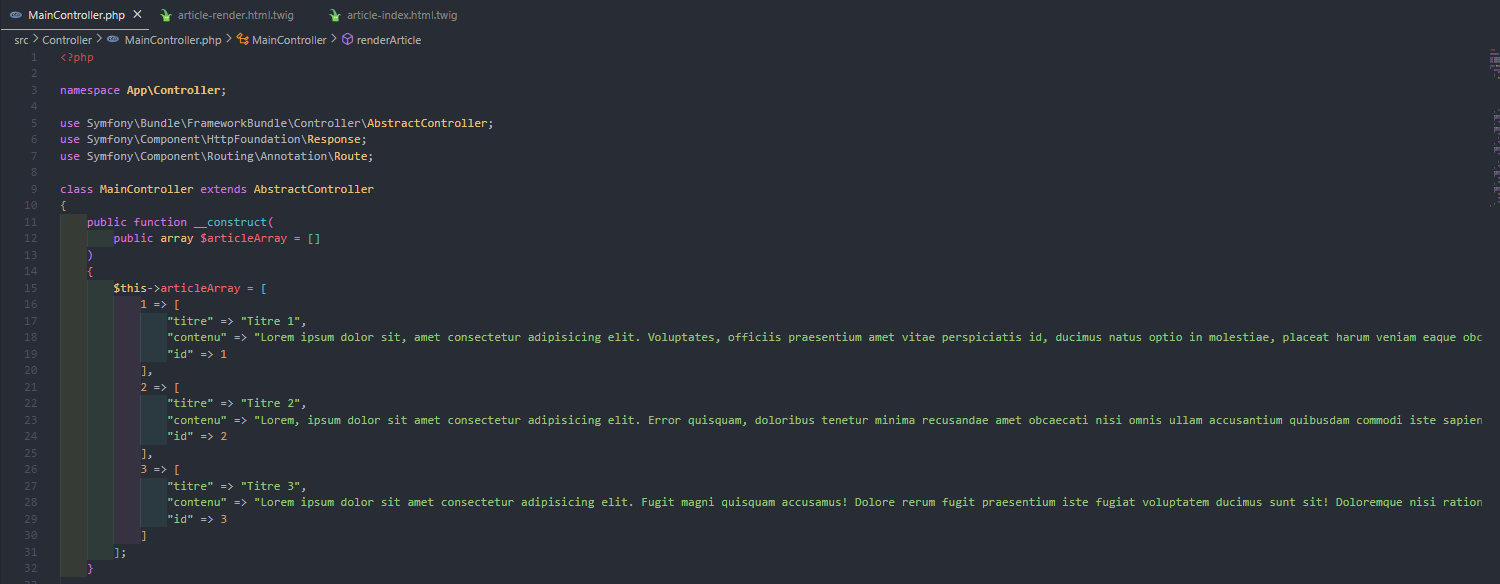 MainController.php × article-render.html.twig article-index.html.twig
src > Controller > MainController.php > MainController > renderArticle
1 <?php
2
3 namespace App\Controller;
4
5 use Symfony\Bundle\FrameworkBundle\Controller\AbstractController;
6 use Symfony\Component\HttpFoundation\Response;
7 use Symfony\Component\Routing\Annotation\Route;
8
9 class MainController extends AbstractController
10 {
11 public function __construct(
12 public array $articleArray = []
13 )
14 {
15 $this->articleArray = [
16 1 => [
17 "titre" => "Titre 1",
18 "contenu" => "Lorem ipsum dolor sit, amet consectetur adipisicing elit. Voluptates, officiis praesentium amet vitae perspiciatis id, ducimus natus optio in molestiae, placeat harum veniam eaque obc
19 "id" => 1
20 ],
21 2 => [
22 "titre" => "Titre 2",
23 "contenu" => "Lorem, ipsum dolor sit amet consectetur adipisicing elit. Error quisquam, doloribus tenetur minima recusandae amet obcaecati nisi omnis ullam accusantium quibusdam commodi iste sapien
24 "id" => 2
25 ],
26 3 => [
27 "titre" => "Titre 3",
28 "contenu" => "Lorem ipsum dolor sit amet consectetur adipisicing elit. Fugit magni quisquam accusamus! Dolore rerum fugit praesentium iste fugiat voluptatem ducimus sunt sit! Doloremque nisi ration
29 "id" => 3
30 ]
31 ];
32 }